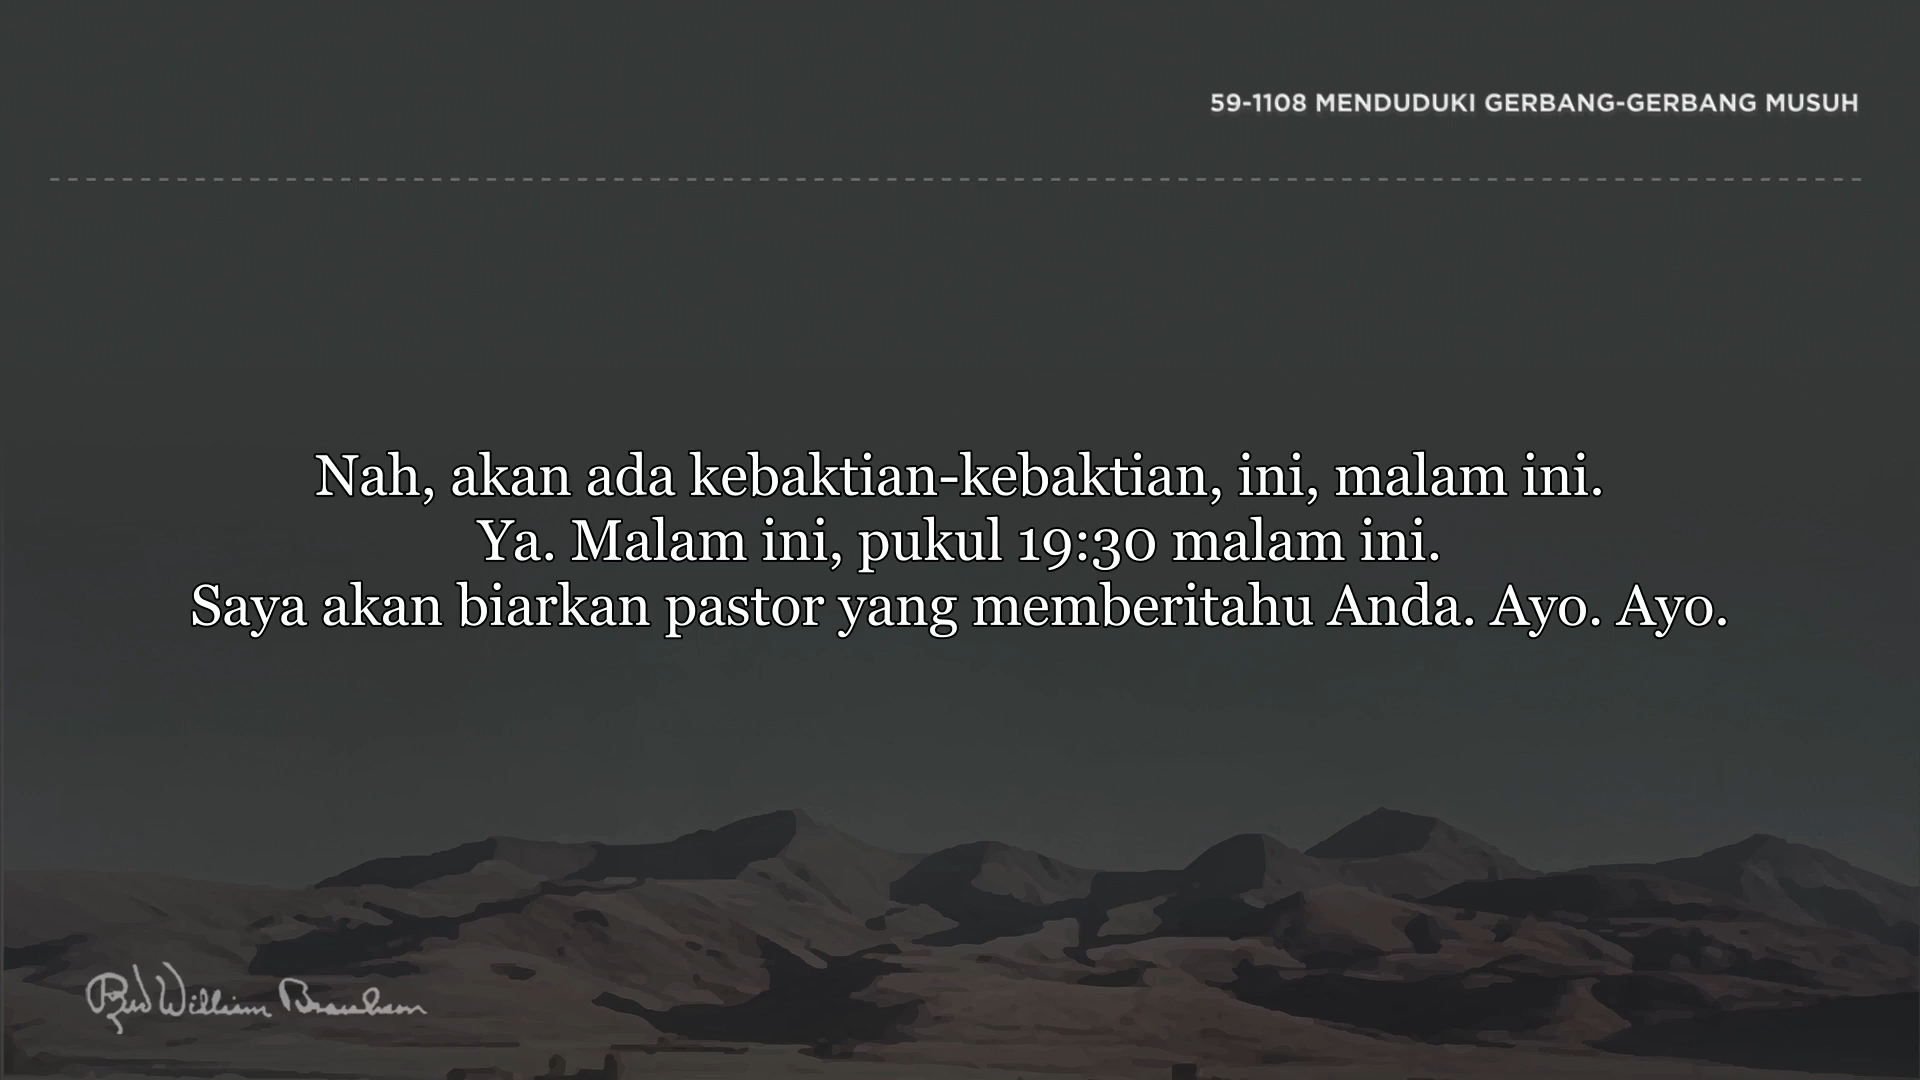 59-1108 MENDUDUKI GERBANG-GERBANG MUSUH
Nah, akan ada kebaktian-kebaktian, ini, malam ini.
Ya. Malam ini, pukul 19:30 malam ini.
Saya akan biarkan pastor yang memberitahu Anda. Ayo. Ayo.
Rev William Branham